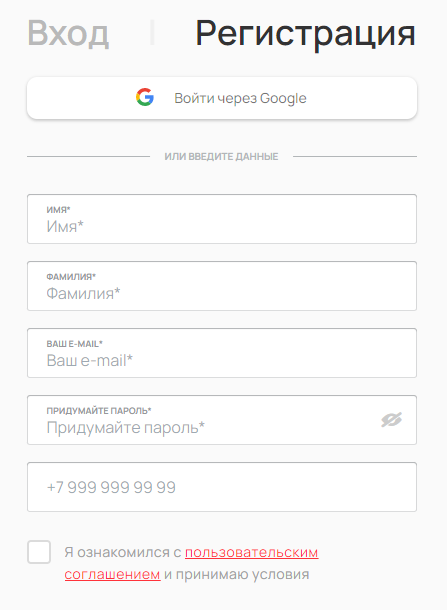 Вход
Регистрация
Войти через Google
ИЛИ ВВЕДИТЕ ДАННЫЕ
ИМЯ*
Имя*
ФАМИЛИЯ*
Фамилия*
ВАШ E-MAIL*
Ваш e-mail*
ПРИДУМАЙТЕ ПАРОЛЬ*
Придумайте пароль*
+7 999 999 99 99
Я ознакомился с пользовательским
соглашением и принимаю условия